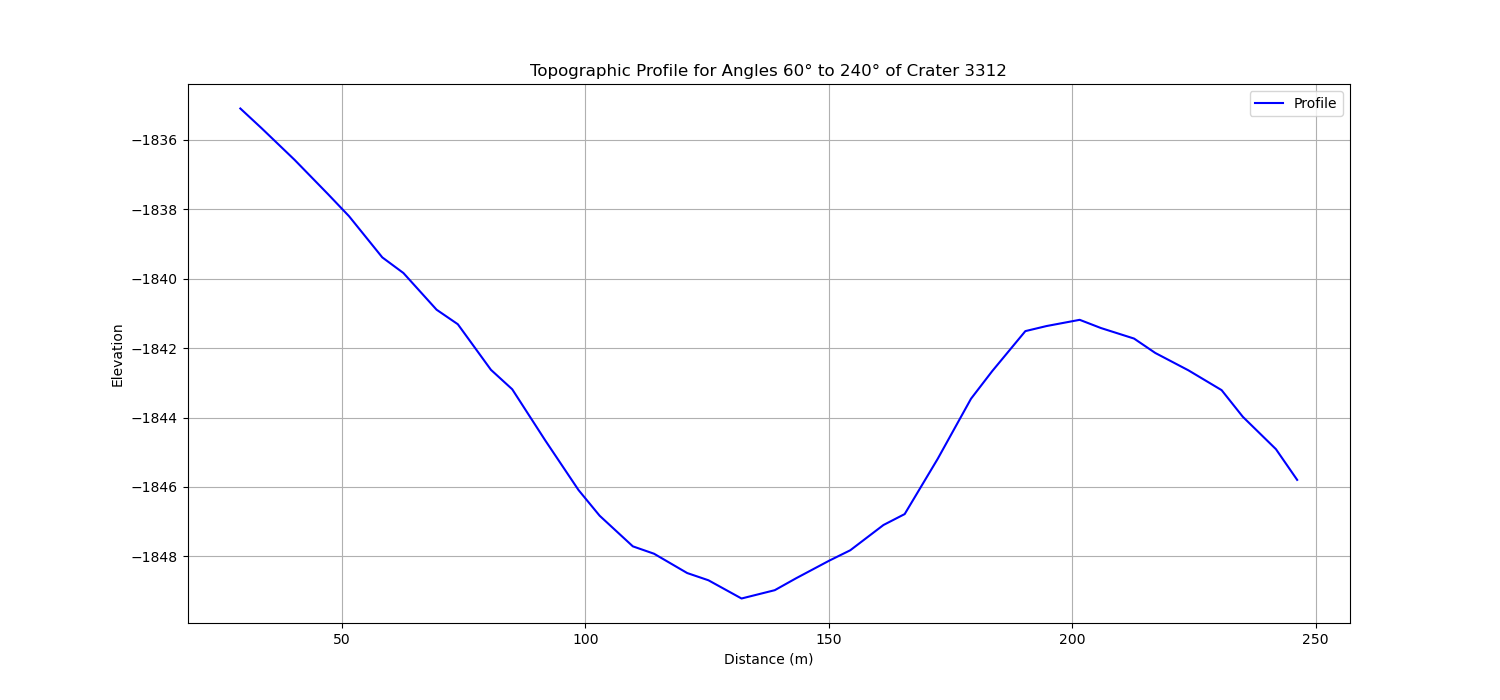 Topographic Profile for Angles 60° to 240° of Crater 3312
Profile
−1836
−1838
−1840
−1842
−1844
−1846
−1848
Elevation
50 100 150 200 250
Distance (m)